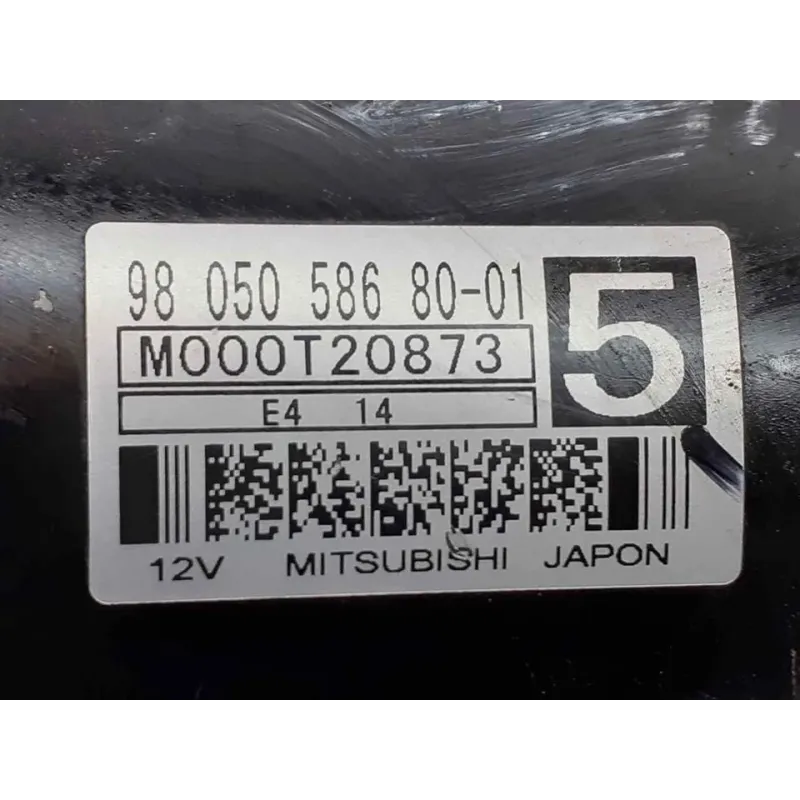 98 050 586 80-01
5
M000T20873
E4 14
12V MITSUBISHI JAPON